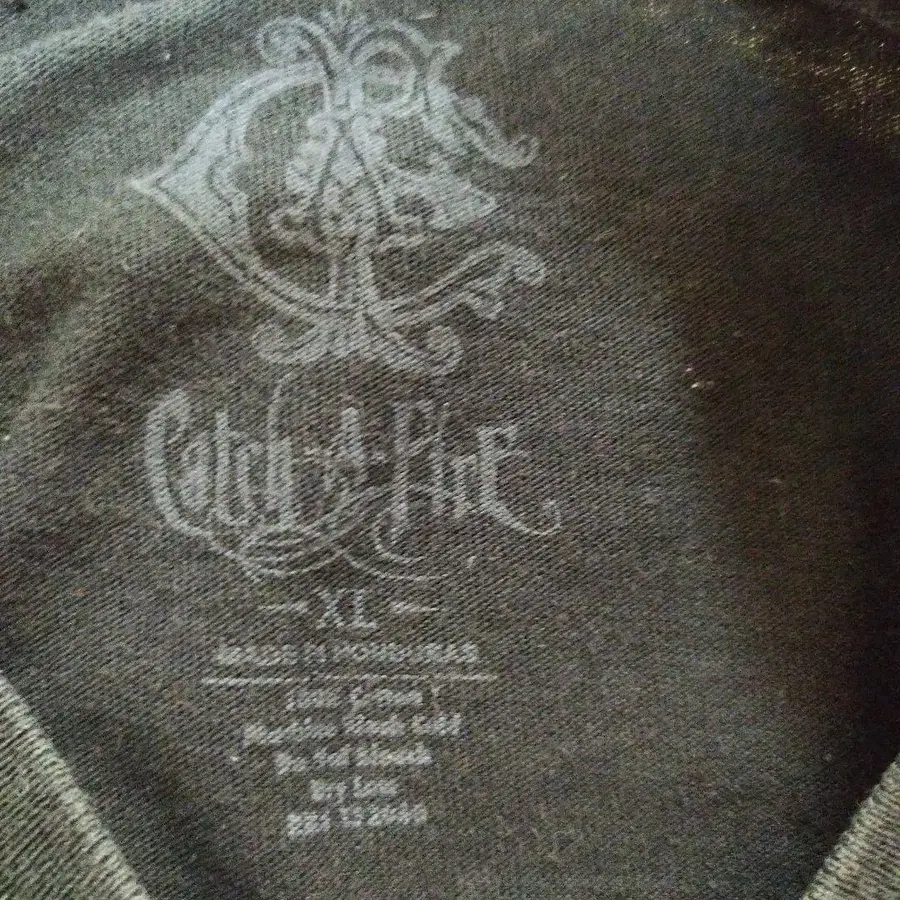 Catch-A-Fire
XL
MADE IN HONDURAS
100% Cotton
Machine Wash Cold
Do Not Bleach
Dry Low